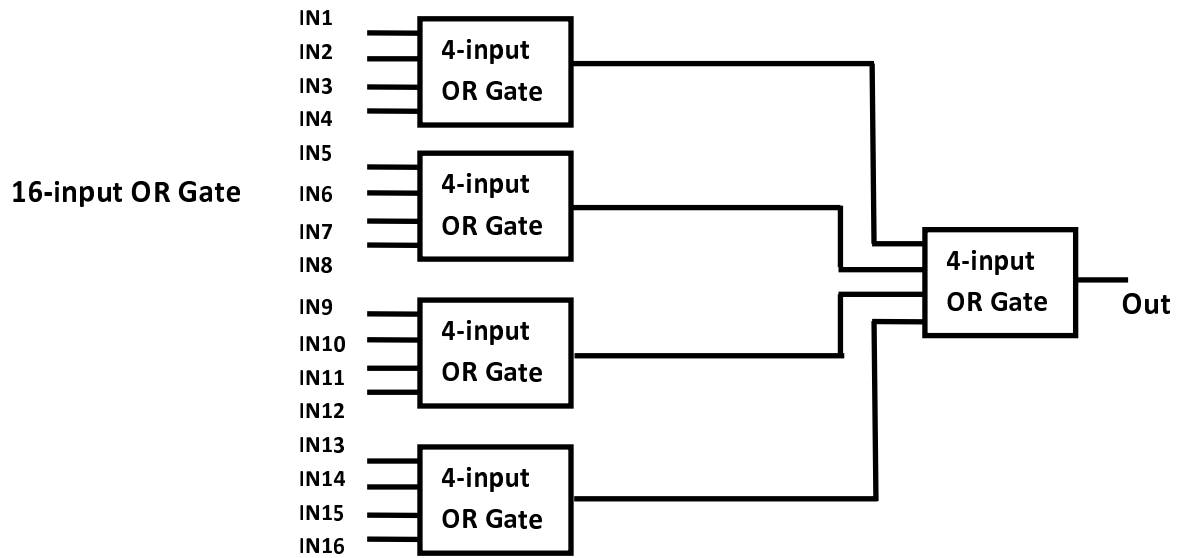 16-input OR Gate
IN1
IN2
IN3
IN4
4-input
OR Gate
IN5
IN6
IN7
IN8
4-input
OR Gate
IN9
IN10
IN11
IN12
4-input
OR Gate
IN13
IN14
IN15
IN16
4-input
OR Gate
4-input
OR Gate
Out